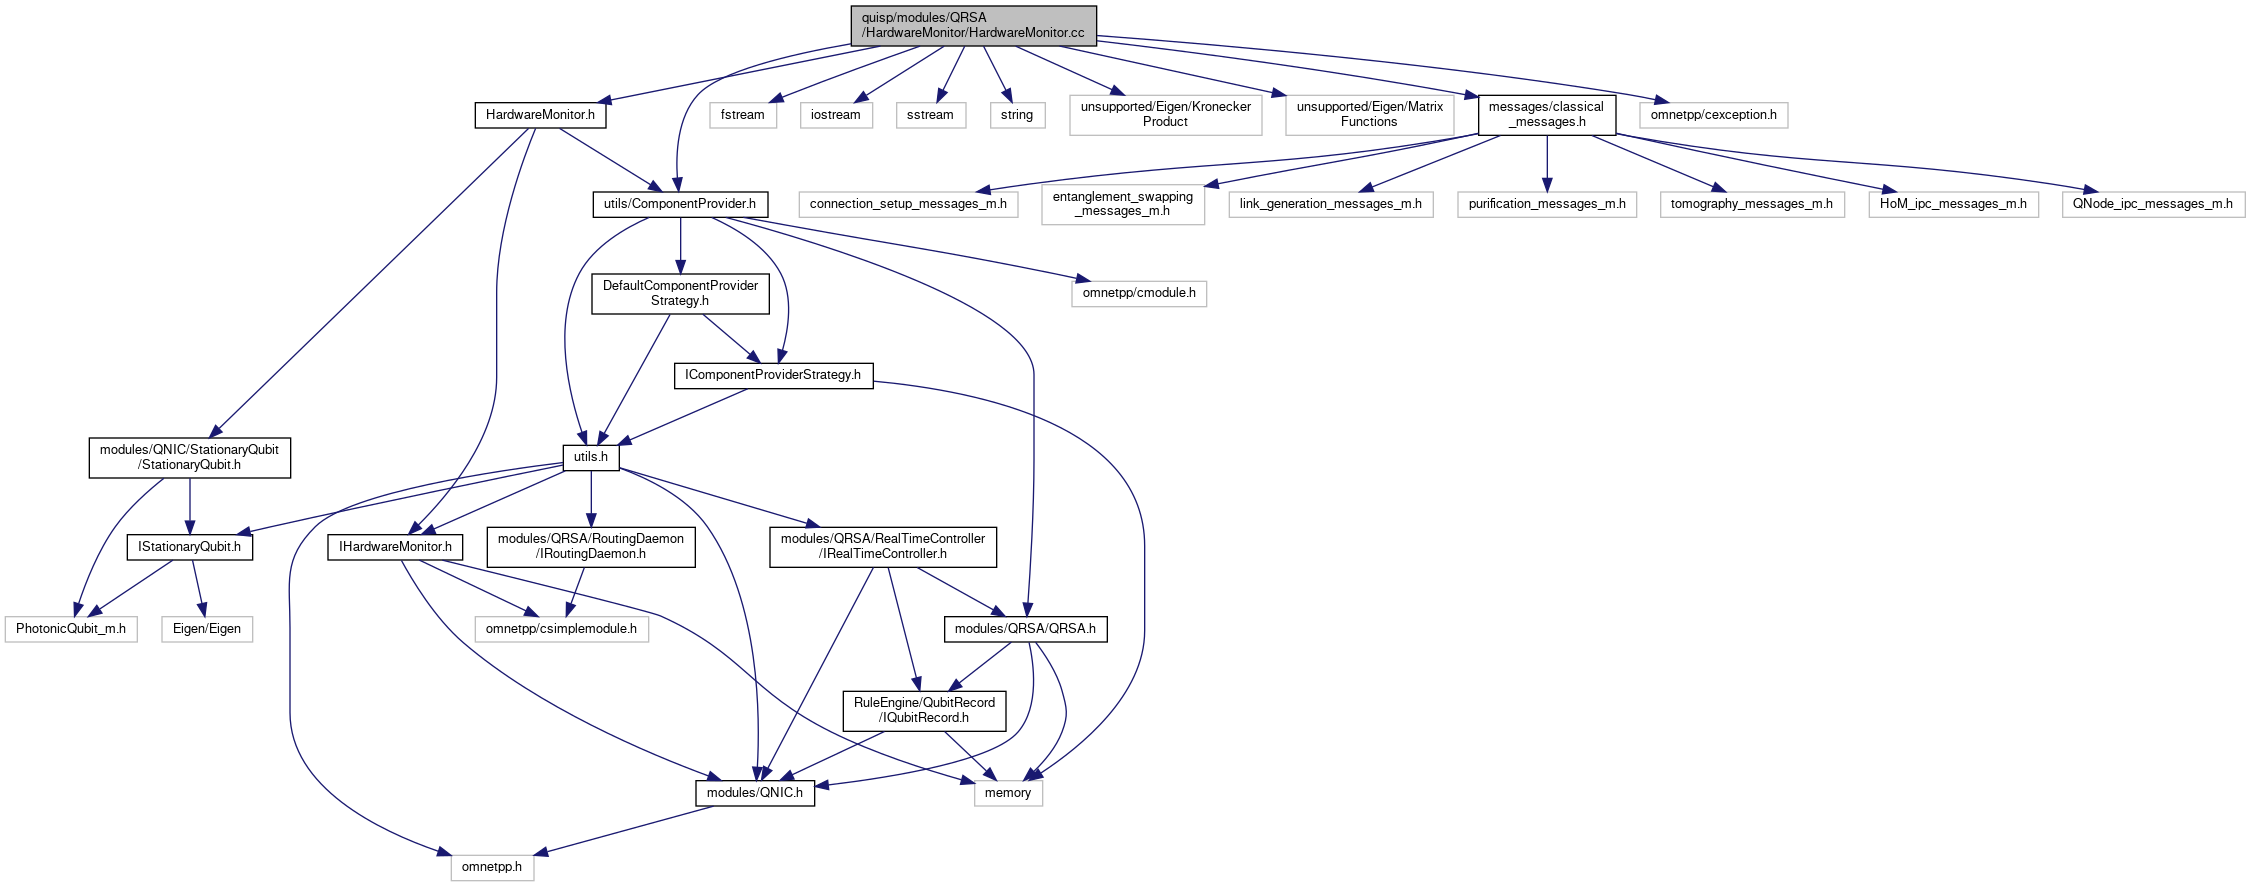 quisp/modules/QRSA
/HardwareMonitor/HardwareMonitor.cc
HardwareMonitor.h
fstream
iostream
sstream
string
unsupported/Eigen/Kronecker
Product
unsupported/Eigen/Matrix
Functions
messages/classical
_messages.h
omnetpp/cexception.h
utils/ComponentProvider.h
connection_setup_messages_m.h
entanglement_swapping
_messages_m.h
link_generation_messages_m.h
purification_messages_m.h
tomography_messages_m.h
HoM_ipc_messages_m.h
QNode_ipc_messages_m.h
DefaultComponentProvider
Strategy.h
omnetpp/cmodule.h
IComponentProviderStrategy.h
modules/QNIC/StationaryQubit
/StationaryQubit.h
utils.h
IStationaryQubit.h
IHardwareMonitor.h
modules/QRSA/RoutingDaemon
/IRoutingDaemon.h
modules/QRSA/RealTimeController
/IRealTimeController.h
PhotonicQubit_m.h
Eigen/Eigen
omnetpp/csimplemodule.h
modules/QRSA/QRSA.h
RuleEngine/QubitRecord
/IQubitRecord.h
modules/QNIC.h
memory
omnetpp.h